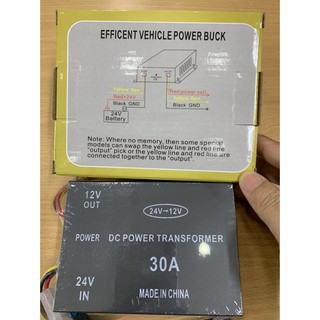 EFFICENT VEHICLE POWER BUCK
Yellow Rem
Red+24V
Black GND
24V
Battery
Black GND
Note: Where no memory, then some special
models can swap the yellow line and red line
"output" pick or the yellow line and red line are
connected together to the "output".
12V
OUT
24V→12V
POWER
DC POWER TRANSFORMER
30A
24V
IN
MADE IN CHINA